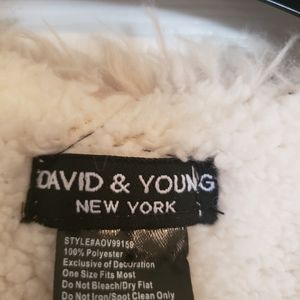 DAVID & YOUNG
NEW YORK
STYLE#AOV99159
100% Polyester
Exclusive of Decoration
One Size Fits Most
Do Not Bleach/Dry Flat
Do Not Iron/Spot Clean Only